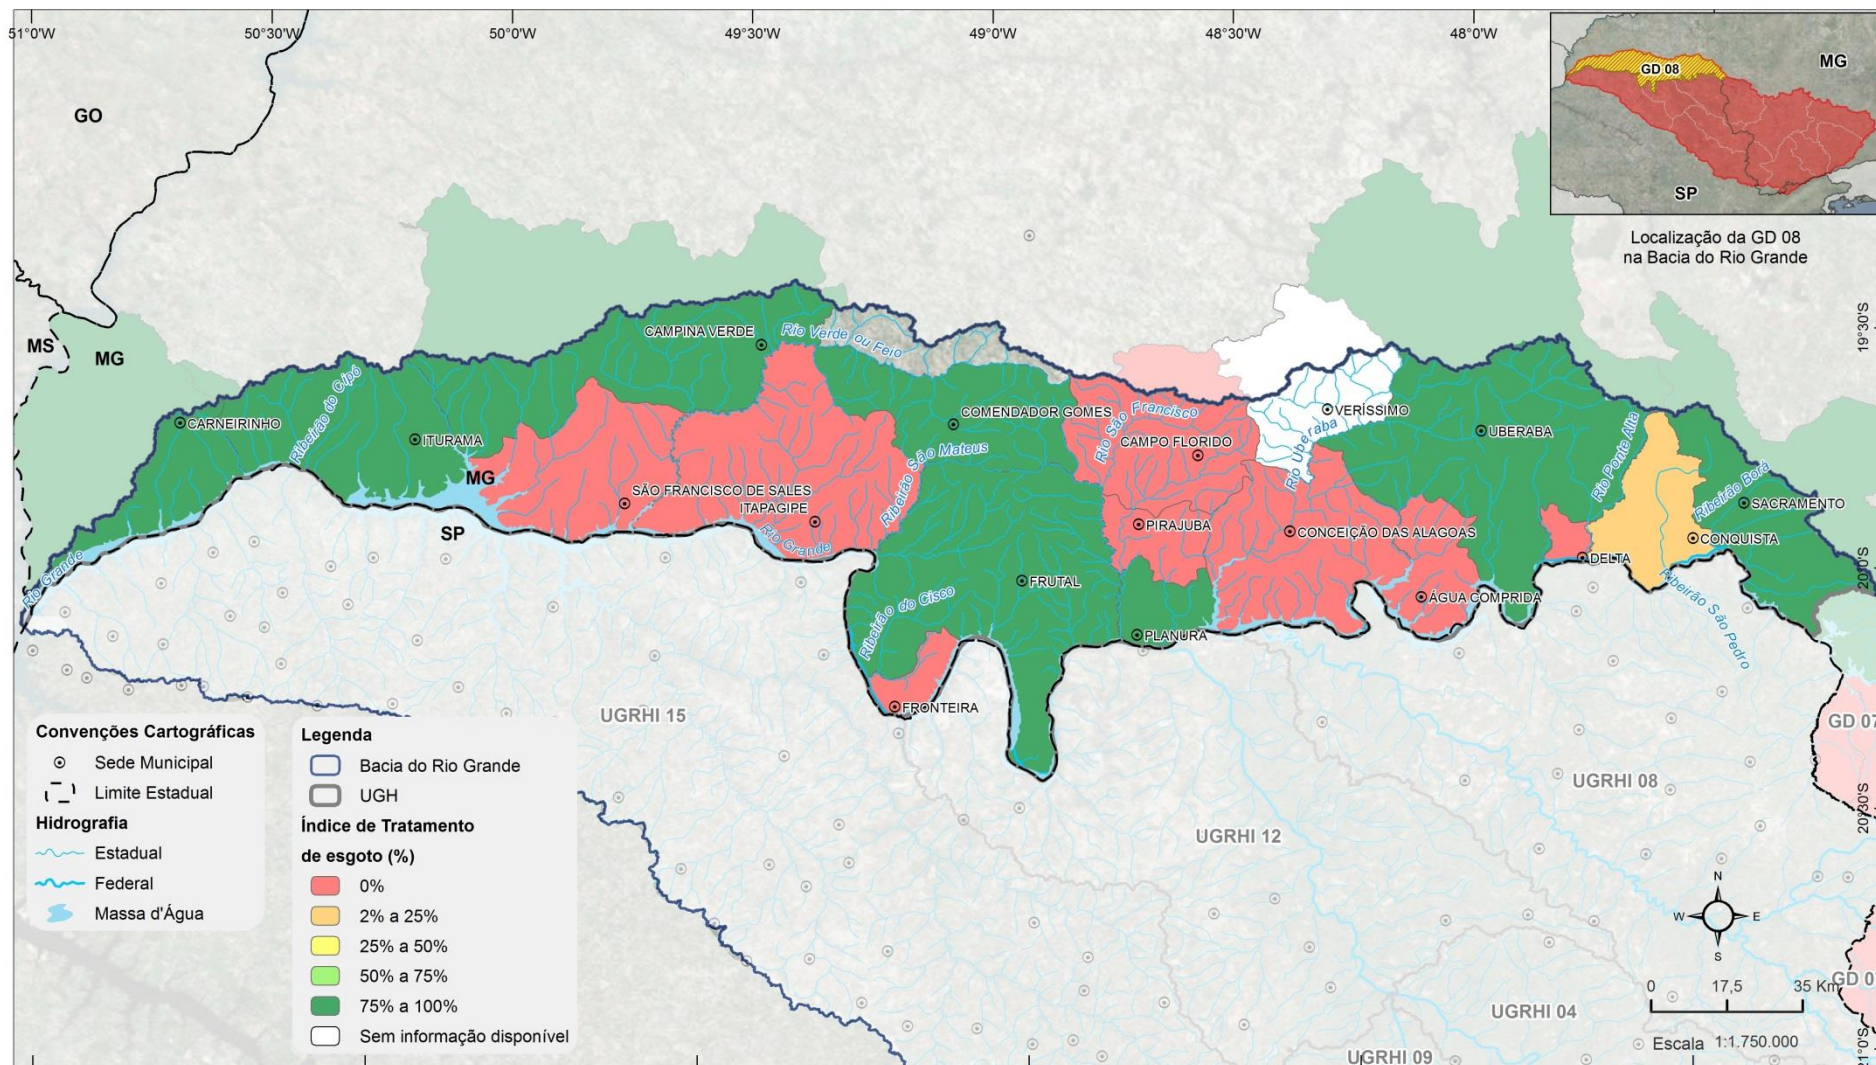 51°0'W
50°30'W
50°0'W
49°30'W
49°0'W
48°30'W
48°0'W
GO
MS
MG
MG
SP
19°30'S
20°0'S
20°30'S
21°0'S
GD 08
MG
SP
Localização da GD 08
na Bacia do Rio Grande
CAMPINA VERDE
Rio Verde ou Feio
CARNEIRINHO
Ribeirão do Cipó
ITURAMA
COMENDADOR GOMES
Rio São Francisco
CAMPO FLORIDO
VERÍSSIMO
Rio Uberaba
UBERABA
Rio Ponte Alta
Ribeirão Borá
SACRAMENTO
Ribeirão São Mateus
SÃO FRANCISCO DE SALES
ITAPAGIPE
Rio Grande
PIRAJUBA
CONCEIÇÃO DAS ALAGOAS
CONQUISTA
DELTA
Rio Grande
FRUTAL
Ribeirão do Cisco
ÁGUA COMPRIDA
Ribeirão São Pedro
PLANURA
FRONTEIRA
UGRHI 15
UGRHI 08
UGRHI 12
UGRHI 04
UGRHI 09
GD 07
GD 0
Convenções Cartográficas
Sede Municipal
Limite Estadual
Hidrografia
Estadual
Federal
Massa d'Água
Legenda
Bacia do Rio Grande
UGH
Índice de Tratamento
de esgoto (%)
0%
2% a 25%
25% a 50%
50% a 75%
75% a 100%
Sem informação disponível
N
W
E
S
0 17,5 35 Km
Escala 1:1.750.000